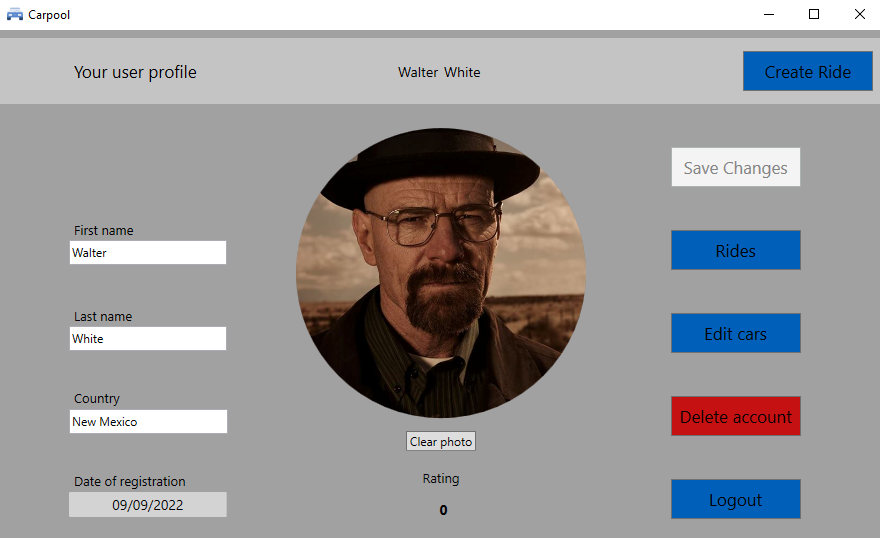 Carpool
Your user profile
Walter White
Create Ride
Save Changes
First name
Walter
Rides
Last name
White
Edit cars
Country
New Mexico
Delete account
Clear photo
Date of registration
09/09/2022
Rating
0
Logout